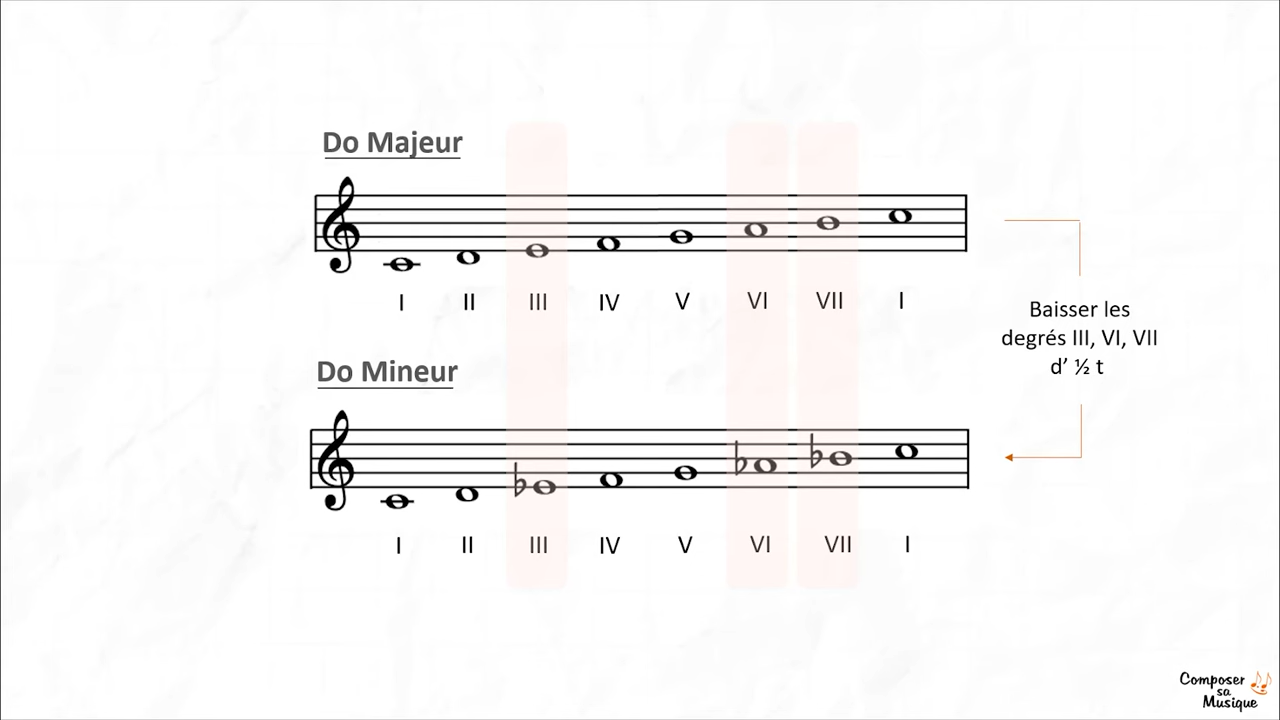 Do Majeur
I II III IV V VI VII I
Baisser les
degrés III, VI, VII
d’ ½ t
Do Mineur
I II III IV V VI VII I
Composer
sa
Musique